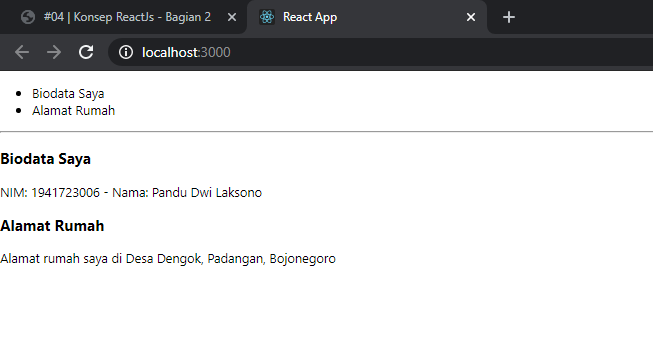 #04 | Konsep ReactJs - Bagian 2
React App
localhost:3000
Biodata Saya
Alamat Rumah
Biodata Saya
NIM: 1941723006 - Nama: Pandu Dwi Laksono
Alamat Rumah
Alamat rumah saya di Desa Dengok, Padangan, Bojonegoro